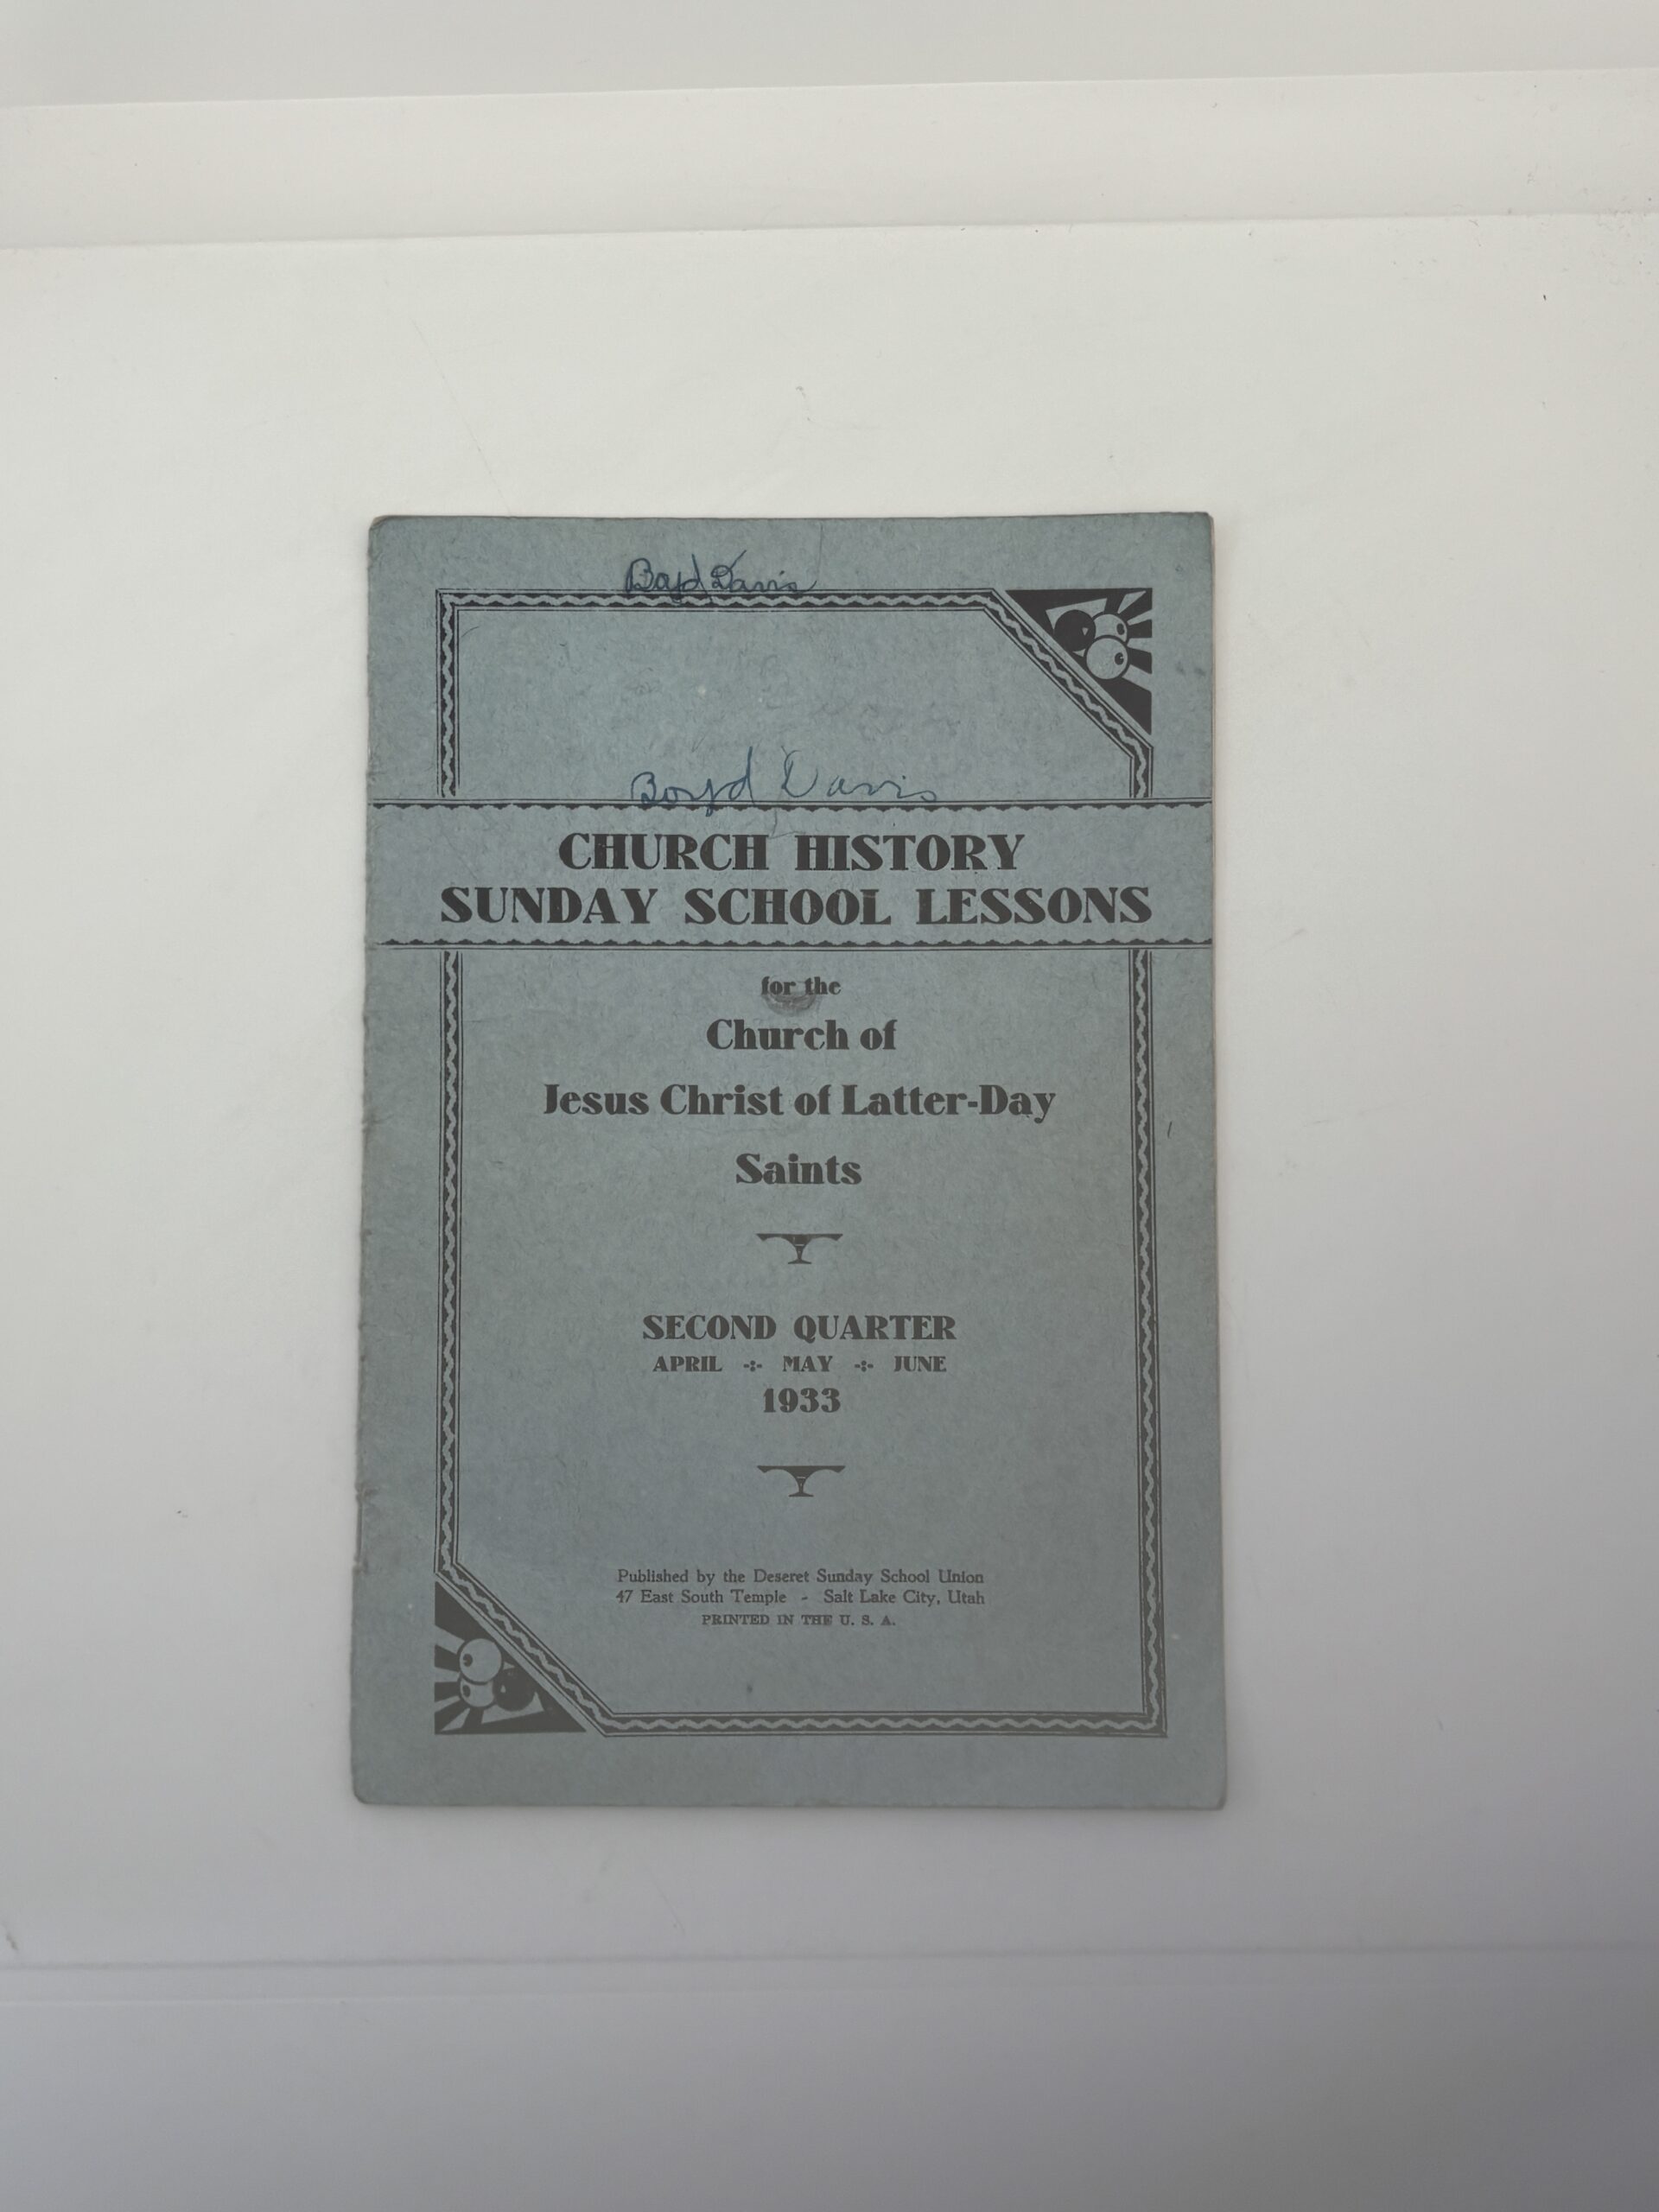 Boyd Davis
Boyd Davis
CHURCH HISTORY
SUNDAY SCHOOL LESSONS
for the
Church of
Jesus Christ of Latter-Day
Saints
SECOND QUARTER
APRIL -:- MAY -:- JUNE
1933
Published by the Deseret Sunday School Union
47 East South Temple - Salt Lake City, Utah
PRINTED IN THE U. S. A.